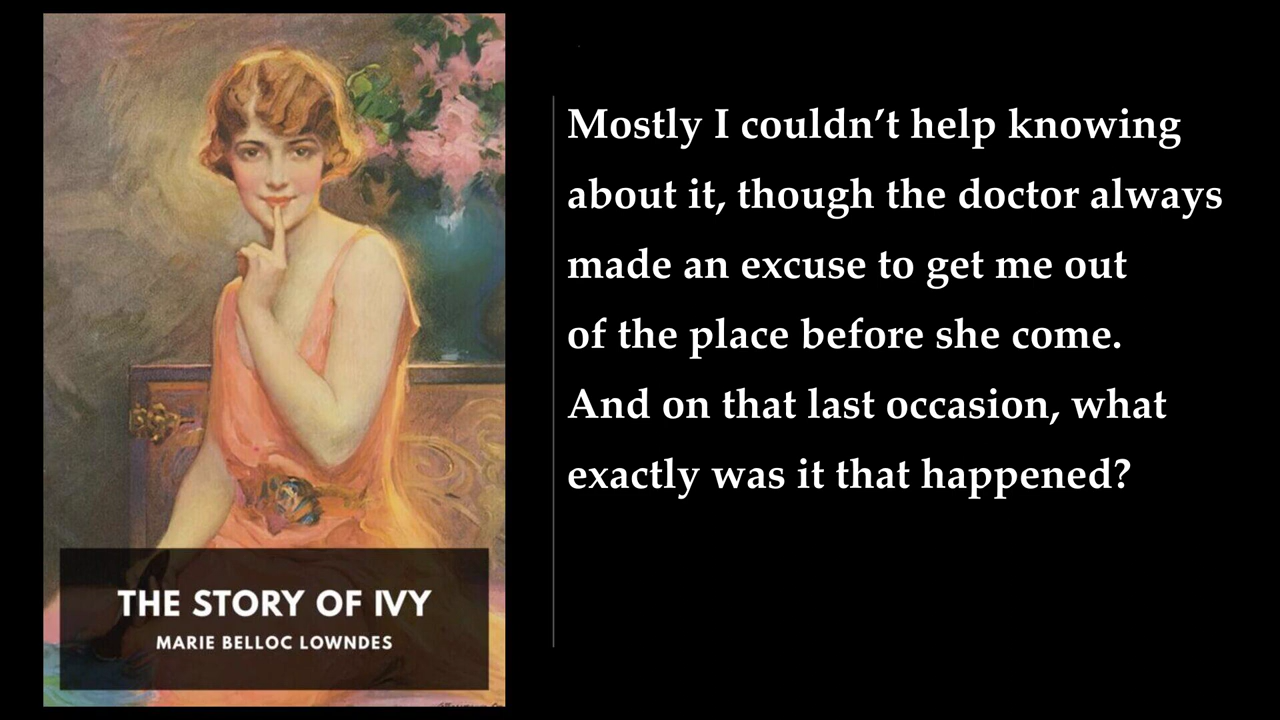 Mostly I couldn’t help knowing
about it, though the doctor always
made an excuse to get me out
of the place before she come.
And on that last occasion, what
exactly was it that happened?
THE STORY OF IVY
MARIE BELLOC LOWNDES